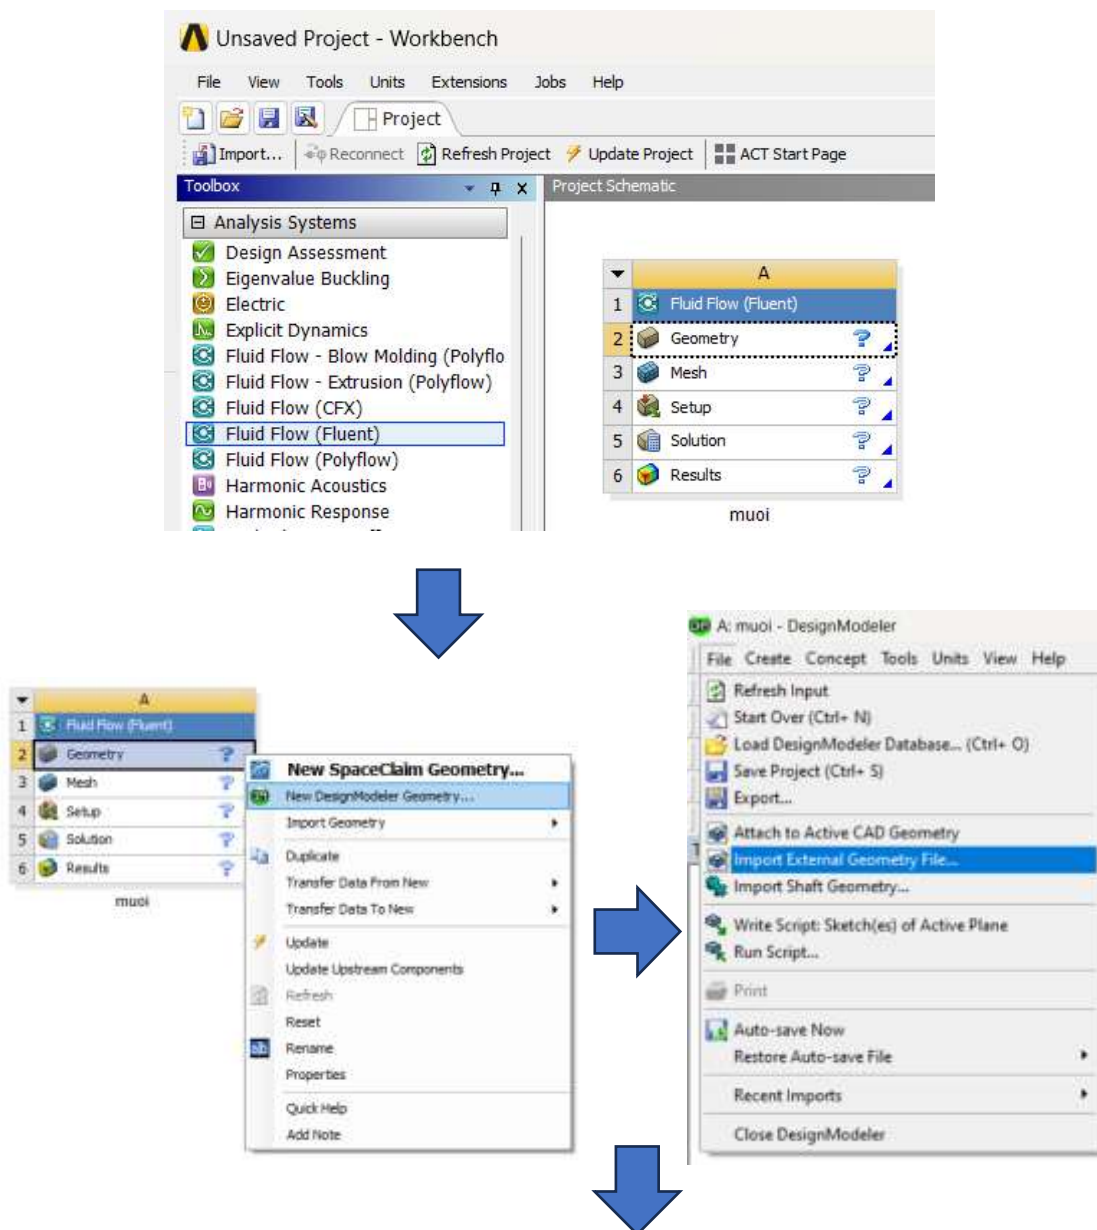 Unsaved Project - Workbench
File View Tools Units Extensions Jobs Help
Project
Import... Reconnect Refresh Project Update Project ACT Start Page
Toolbox
Project Schematic
Analysis Systems
Design Assessment
Eigenvalue Buckling
Electric
Explicit Dynamics
Fluid Flow - Blow Molding (Polyflo
Fluid Flow - Extrusion (Polyflow)
Fluid Flow (CFX)
Fluid Flow (Fluent)
Fluid Flow (Polyflow)
Harmonic Acoustics
Harmonic Response
A
1 Fluid Flow (Fluent)
2 Geometry
3 Mesh
4 Setup
5 Solution
6 Results
muoi
A
1 Fluid Flow (Fluent)
2 Geometry
3 Mesh
4 Setup
5 Solution
6 Results
muoi
New SpaceClaim Geometry...
New DesignModeler Geometry...
Import Geometry
Duplicate
Transfer Data From New
Transfer Data To New
Update
Update Upstream Components
Refresh
Reset
Rename
Properties
Quick Help
Add Note
A: muoi - DesignModeler
File Create Concept Tools Units View Help
Refresh Input
Start Over (Ctrl+ N)
Load DesignModeler Database... (Ctrl+ O)
Save Project (Ctrl+ S)
Export...
Attach to Active CAD Geometry
Import External Geometry File...
Import Shaft Geometry...
Write Script: Sketch(es) of Active Plane
Run Script...
Print
Auto-save Now
Restore Auto-save File
Recent Imports
Close DesignModeler